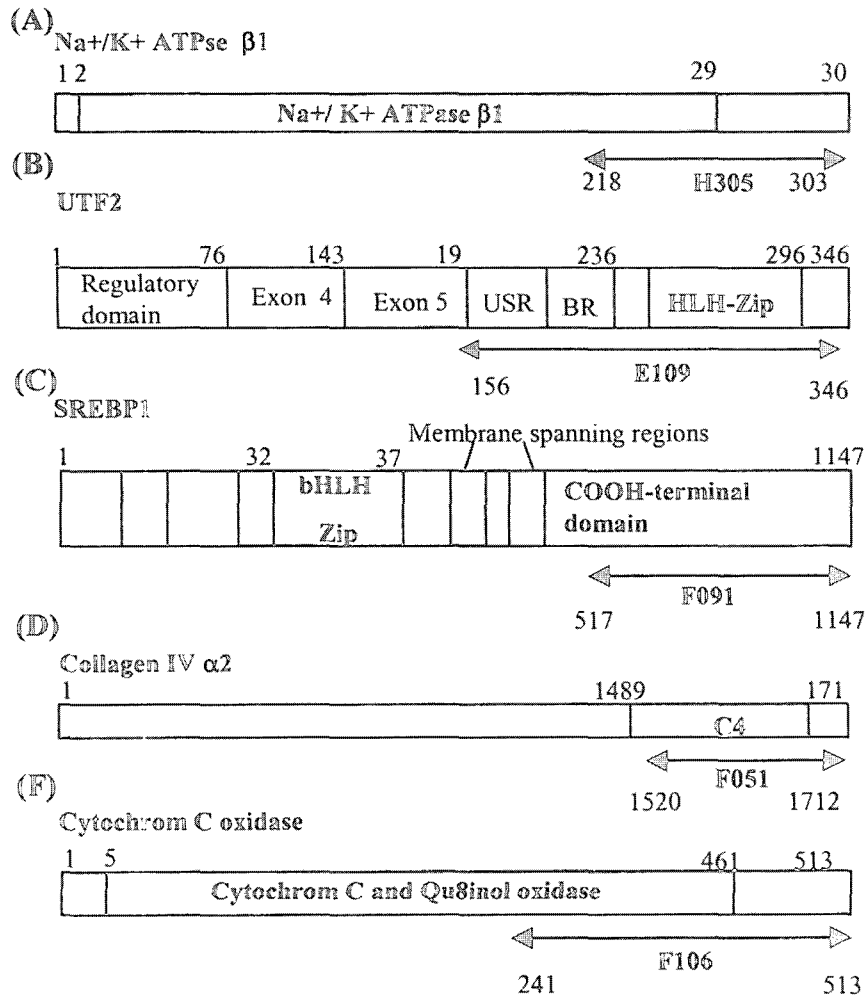 (A)
Na+/K+ ATPse β1
1 2 29 30
Na+/ K+ ATPase β1
218 H305 303
(B)
UTF2
1 76 143 19 236 296 346
Regulatory domain Exon 4 Exon 5 USR BR HLH-Zip
E109
156 346
(C)
SREBP1
Membrane spanning regions
1 32 37 1147
bHLH Zip COOH-terminal domain
F091
517 1147
(D)
Collagen IV α2
1 1489 171
C4
F051
1520 1712
(F)
Cytochrom C oxidase
1 5 461 513
Cytochrom C and Qu8inol oxidase
F106
241 513